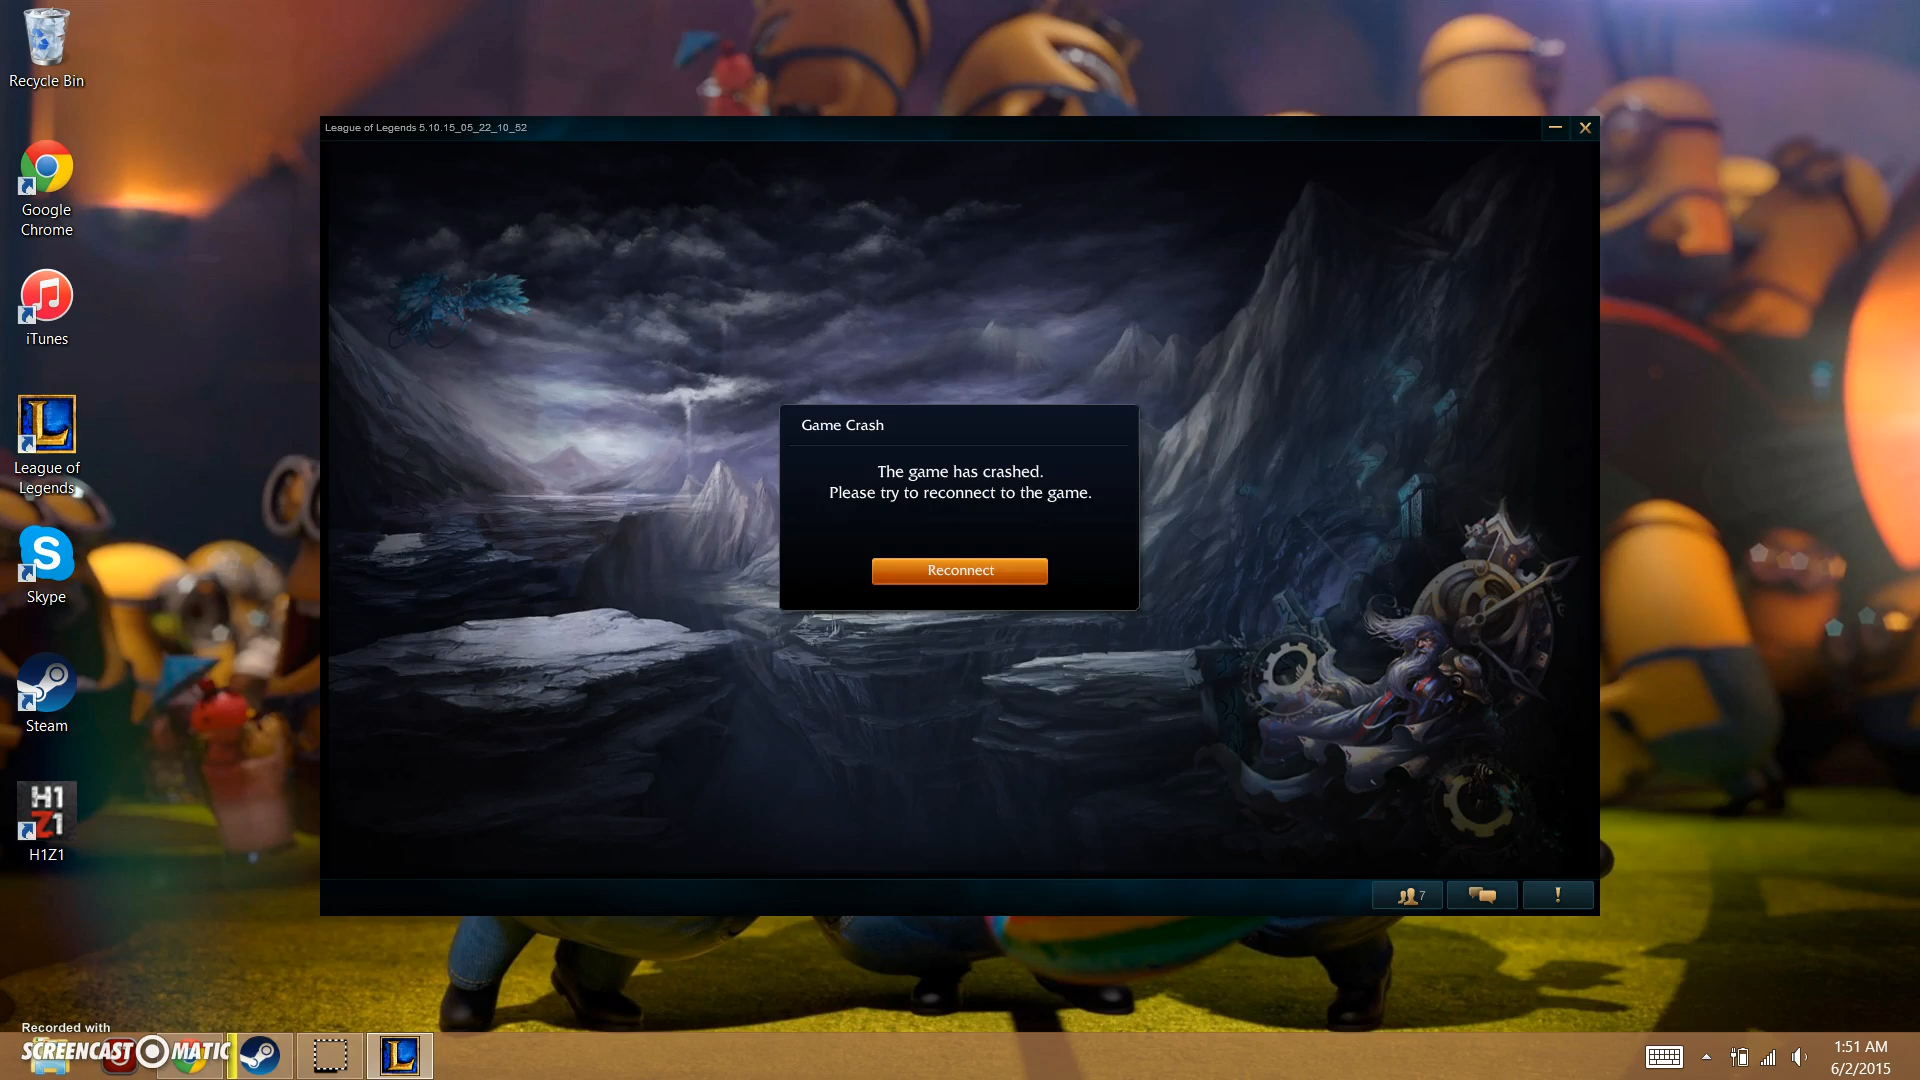 Recycle Bin
Google
Chrome
iTunes
League of
Legends
Skype
Steam
H1Z1
H1Z1
League of Legends 5.10.15_05_22_10_52
Game Crash
The game has crashed.
Please try to reconnect to the game.
Reconnect
7
!
Recorded with
SCREENCAST MATIC
1:51 AM
6/2/2015